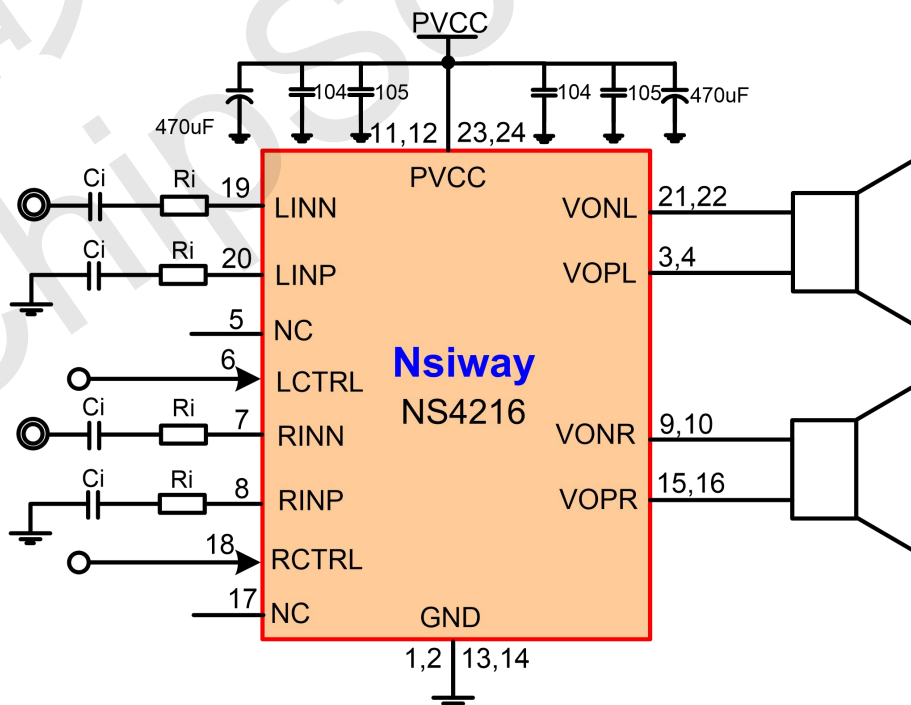 PVCC
470uF
104
105
104
105
470uF
11,12
23,24
PVCC
Ci
Ri
19
LINN
VONL
21,22
Ci
Ri
20
LINP
VOPL
3,4
5
NC
6
LCTRL
Nsiway
NS4216
Ci
Ri
7
RINN
VONR
9,10
Ci
Ri
8
RINP
VOPR
15,16
18
RCTRL
17
NC
GND
1,2
13,14